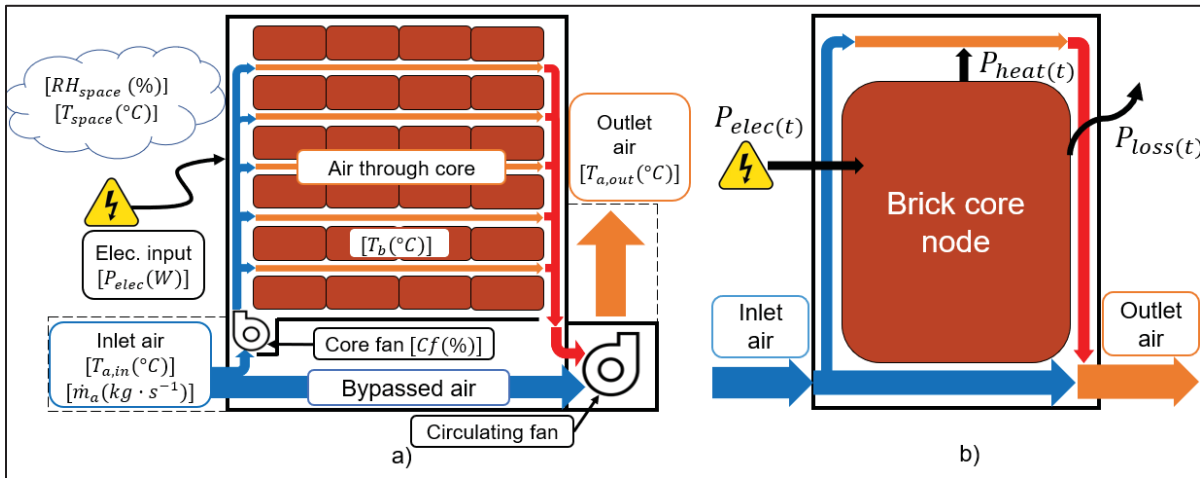 [RH_space (%)]
[T_space (°C)]
Elec. input
[P_elec (W)]
Inlet air
[T_a,in (°C)]
[ṁ_a (kg · s⁻¹)]
Air through core
[T_b (°C)]
Core fan [Cf(%)]
Bypassed air
Circulating fan
Outlet
air
[T_a,out (°C)]
a)
P_elec(t)
P_heat(t)
P_loss(t)
Brick core
node
Inlet
air
Outlet
air
b)